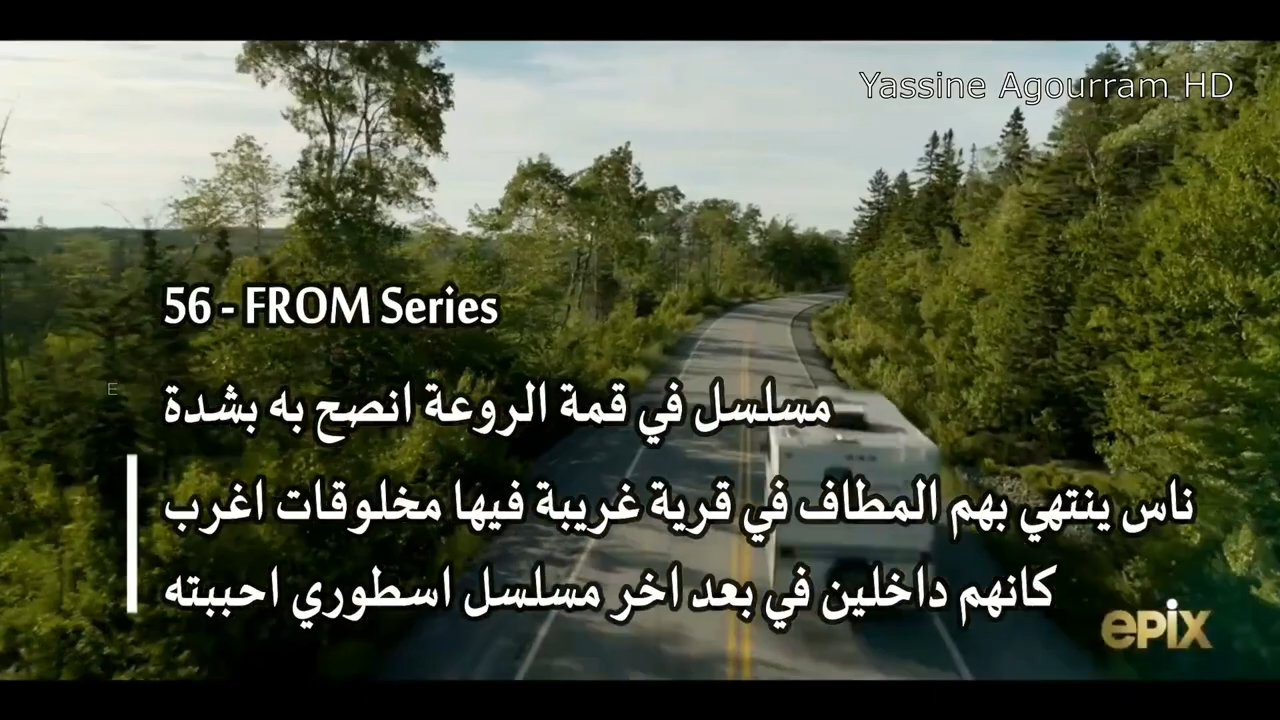 Yassine Agourram HD
56 - FROM Series
E
مسلسل في قمة الروعة انصح به بشدة
ناس ينتهي بهم المطاف في قرية غريبة فيها مخلوقات اغرب
كانهم داخلين في بعد اخر مسلسل اسطوري احببته
epix